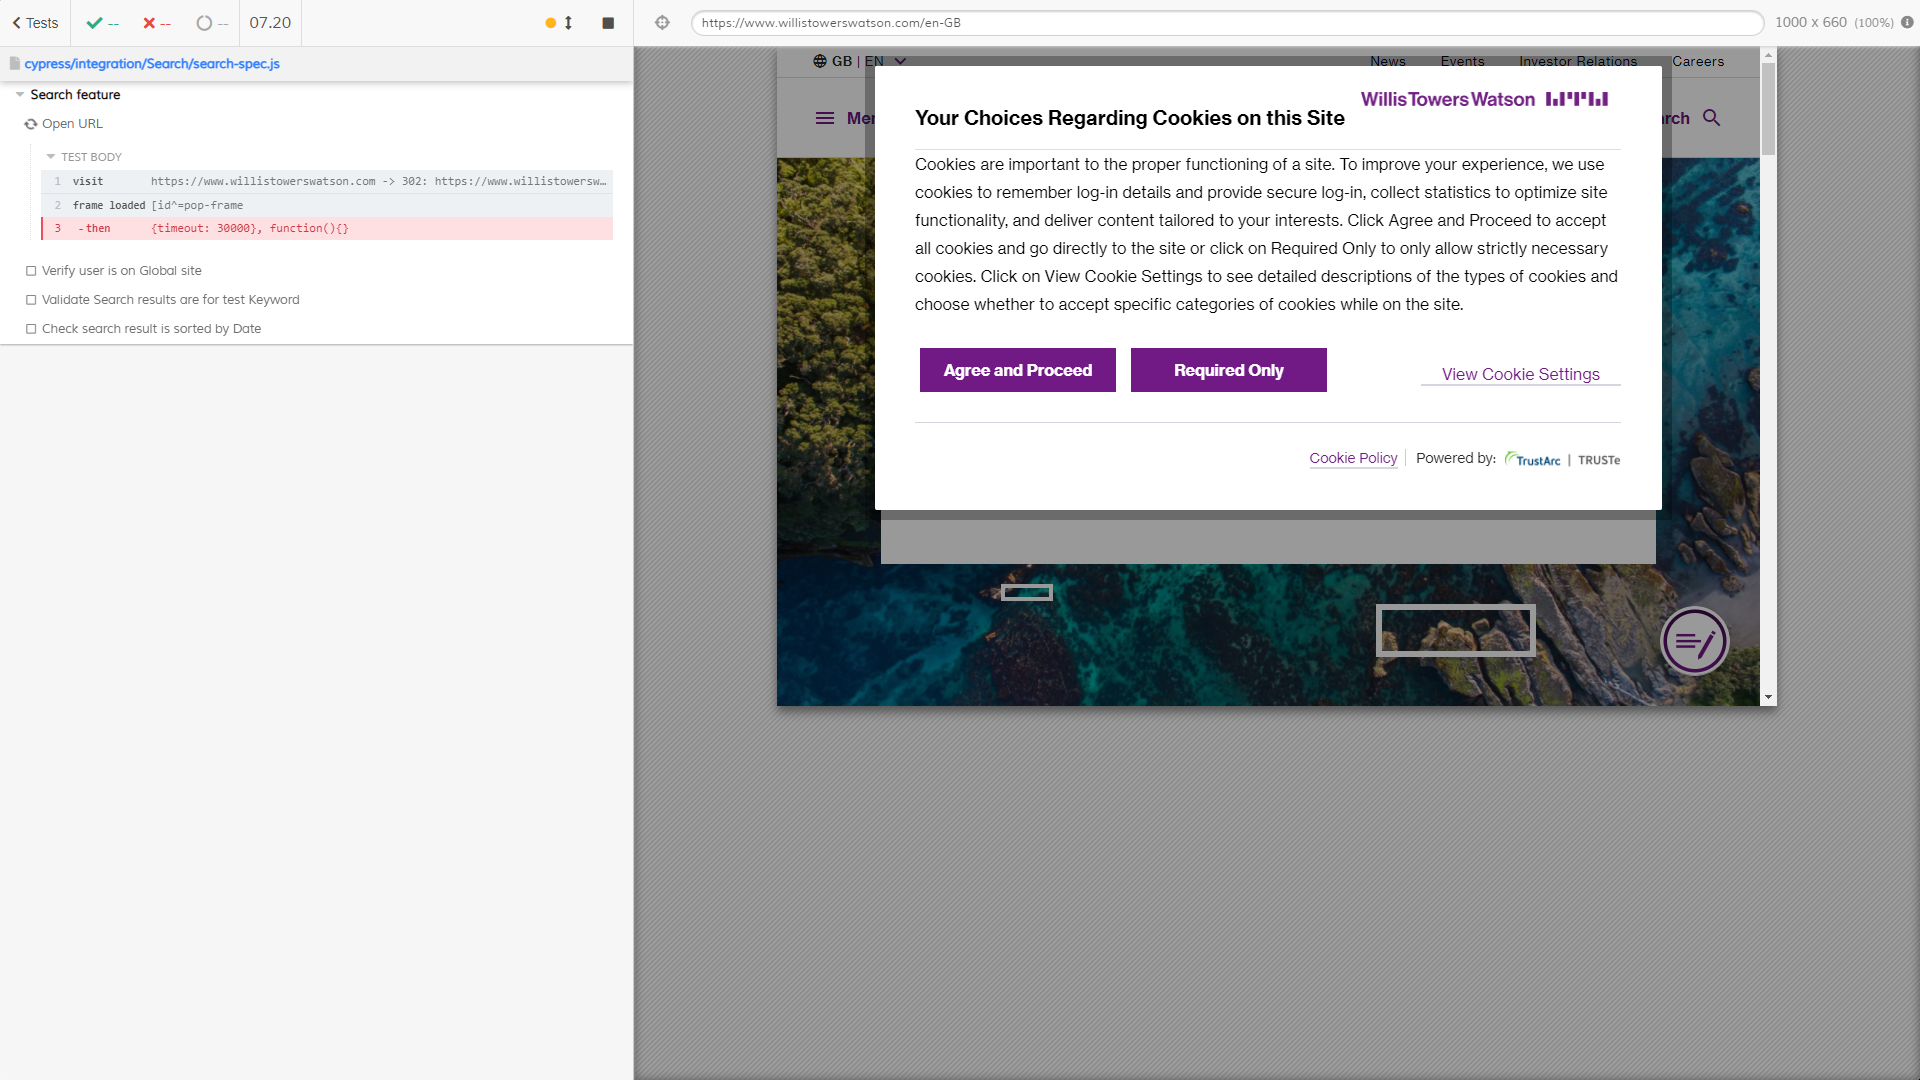 Tests
--
--
--
07.20
https://www.willistowerswatson.com/en-GB
1000 x 660 (100%)
cypress/integration/Search/search-spec.js
Search feature
Open URL
TEST BODY
1 visit https://www.willistowerswatson.com -> 302: https://www.willistowersw…
2 frame loaded [id^=pop-frame
3 -then {timeout: 30000}, function(){}
Verify user is on Global site
Validate Search results are for test Keyword
Check search result is sorted by Date
GB | EN
News Events Investor Relations Careers
WillisTowersWatson
Your Choices Regarding Cookies on this Site
Cookies are important to the proper functioning of a site. To improve your experience, we use
cookies to remember log-in details and provide secure log-in, collect statistics to optimize site
functionality, and deliver content tailored to your interests. Click Agree and Proceed to accept
all cookies and go directly to the site or click on Required Only to only allow strictly necessary
cookies. Click on View Cookie Settings to see detailed descriptions of the types of cookies and
choose whether to accept specific categories of cookies while on the site.
Agree and Proceed Required Only View Cookie Settings
Cookie Policy Powered by: TrustArc | TRUSTe